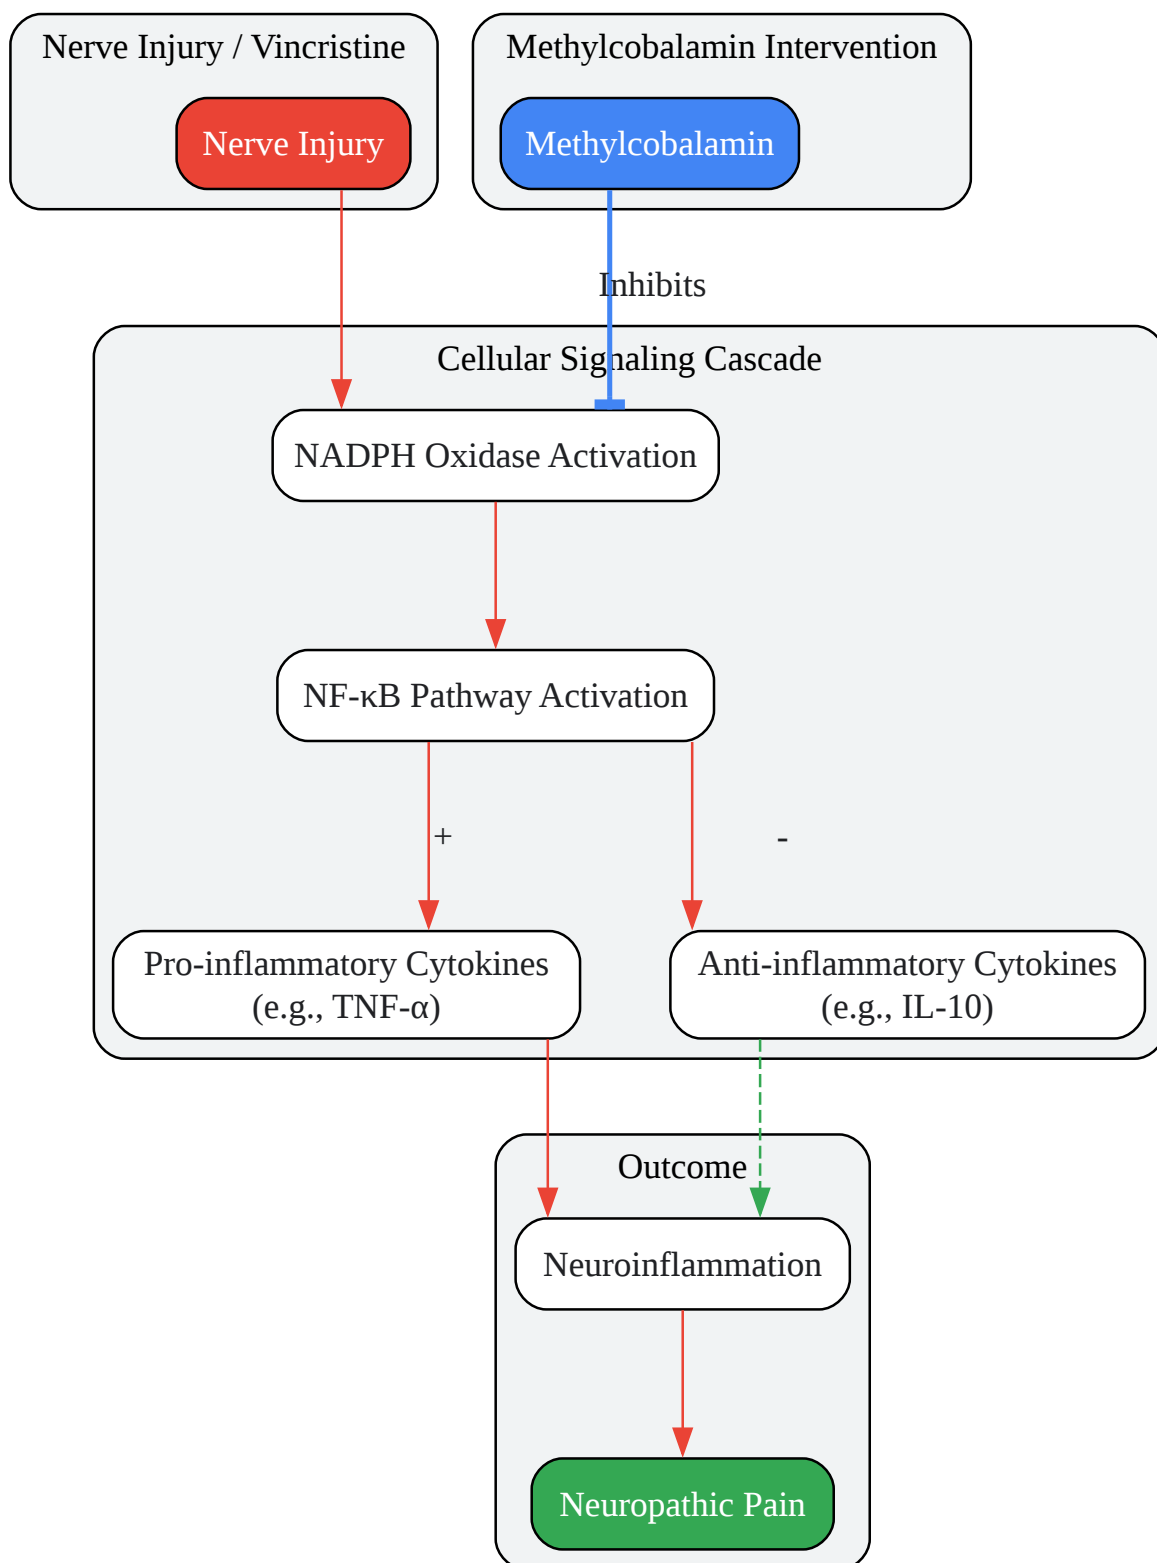 Nerve Injury / Vincristine
Methylcobalamin Intervention
Nerve Injury
Methylcobalamin
Inhibits
Cellular Signaling Cascade
NADPH Oxidase Activation
NF-κB Pathway Activation
+
-
Pro-inflammatory Cytokines
(e.g., TNF-α)
Anti-inflammatory Cytokines
(e.g., IL-10)
Outcome
Neuroinflammation
Neuropathic Pain